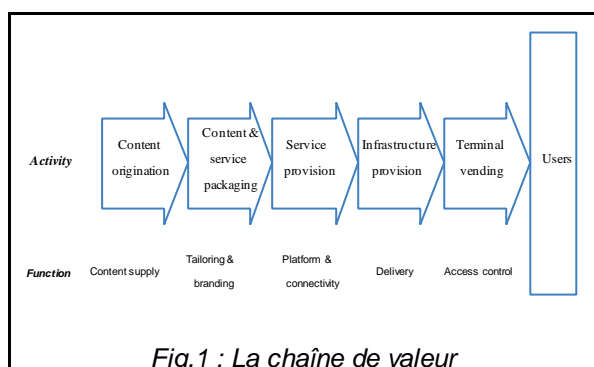 Activity
Content
origination
Content &
service
packaging
Service
provision
Infrastructure
provision
Terminal
vending
Users
Function
Content supply
Tailoring &
branding
Platform &
connectivity
Delivery
Access control
Fig.1 : La chaîne de valeur